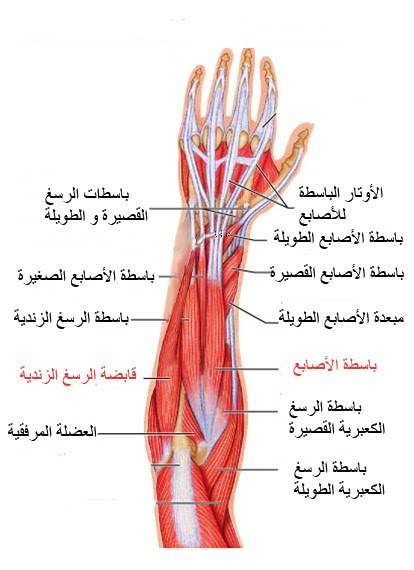 باسطات الرسغ
القصيرة و الطويلة
الأوتار الباسطة
للأصابع
باسطة الأصابع الطويلة
باسطة الأصابع القصيرة
باسطة الأصابع الصغيرة
باسطة الرسغ الزندية
مبعدة الأصابع الطويلة
باسطة الأصابع
قابضة الرسغ الزندية
باسطة الرسغ
الكعبرية القصيرة
العضلة المرفقية
باسطة الرسغ
الكعبرية الطويلة